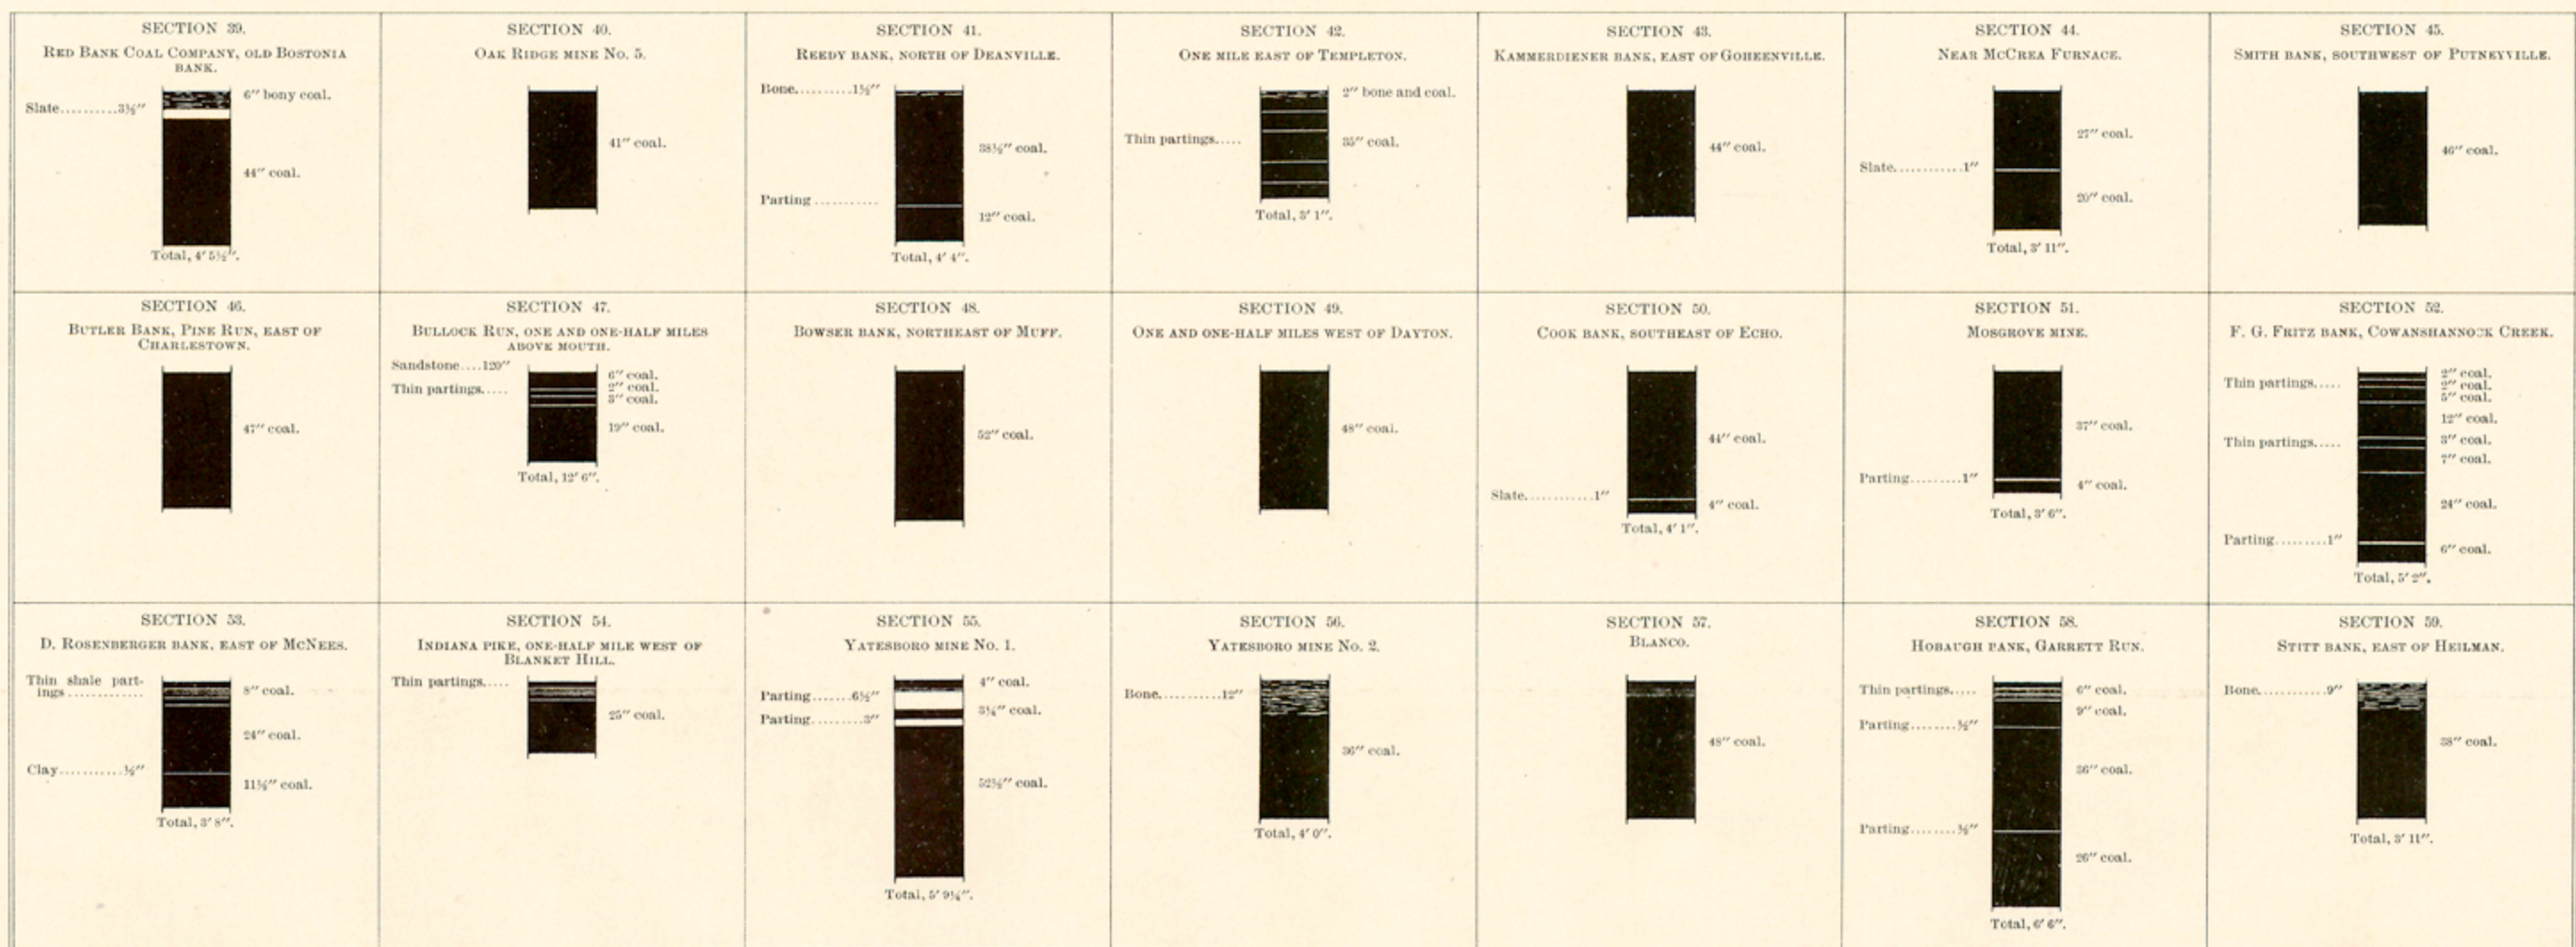 SECTION 39.
RED BANK COAL COMPANY, OLD BOSTONIA
BANK.
6″ bony coal.
Slate..........3½″
44″ coal.
Total, 4′ 5½″.
SECTION 40.
OAK RIDGE MINE No. 5.
41″ coal.
SECTION 41.
REEDY BANK, NORTH OF DEANVILLE.
Bone..........1½″
38½″ coal.
Parting...........
12″ coal.
Total, 4′ 4″.
SECTION 42.
ONE MILE EAST OF TEMPLETON.
2″ bone and coal.
Thin partings.....
35″ coal.
Total, 3′ 1″.
SECTION 43.
KAMMERDIENER BANK, EAST OF GOHEENVILLE.
44″ coal.
SECTION 44.
NEAR MCCREA FURNACE.
27″ coal.
Slate............1″
20″ coal.
Total, 3′ 11″.
SECTION 45.
SMITH BANK, SOUTHWEST OF PUTNEYVILLE.
46″ coal.
SECTION 46.
BUTLER BANK, PINE RUN, EAST OF
CHARLESTOWN.
47″ coal.
SECTION 47.
BULLOCK RUN, ONE AND ONE-HALF MILES
ABOVE MOUTH.
Sandstone....120″
6″ coal.
Thin partings.....
2″ coal.
3″ coal.
19″ coal.
Total, 12′ 6″.
SECTION 48.
BOWSER BANK, NORTHEAST OF MUFF.
52″ coal.
SECTION 49.
ONE AND ONE-HALF MILES WEST OF DAYTON.
48″ coal.
SECTION 50.
COOK BANK, SOUTHEAST OF ECHO.
44″ coal.
Slate............1″
4″ coal.
Total, 4′ 1″.
SECTION 51.
MOSGROVE MINE.
37″ coal.
Parting.........1″
4″ coal.
Total, 3′ 6″.
SECTION 52.
F. G. FRITZ BANK, COWANSHANNOCK CREEK.
2″ coal.
Thin partings.....
2″ coal.
5″ coal.
12″ coal.
Thin partings.....
3″ coal.
7″ coal.
24″ coal.
Parting.........1″
6″ coal.
Total, 5′ 2″.
SECTION 53.
D. ROSENBERGER BANK, EAST OF MCNEES.
Thin shale part-
ings.............
8″ coal.
24″ coal.
Clay...........½″
11½″ coal.
Total, 3′ 8″.
SECTION 54.
INDIANA PIKE, ONE-HALF MILE WEST OF
BLANKET HILL.
Thin partings.....
25″ coal.
SECTION 55.
YATESBORO MINE No. 1.
4″ coal.
Parting.......6½″
3¼″ coal.
Parting.........3″
52½″ coal.
Total, 5′ 9¼″.
SECTION 56.
YATESBORO MINE No. 2.
Bone..........12″
36″ coal.
Total, 4′ 0″.
SECTION 57.
BLANCO.
48″ coal.
SECTION 58.
HOBAUGH BANK, GARRETT RUN.
Thin partings.....
6″ coal.
9″ coal.
Parting........½″
36″ coal.
Parting........½″
26″ coal.
Total, 6′ 6″.
SECTION 59.
STITT BANK, EAST OF HEILMAN.
Bone...........9″
38″ coal.
Total, 3′ 11″.